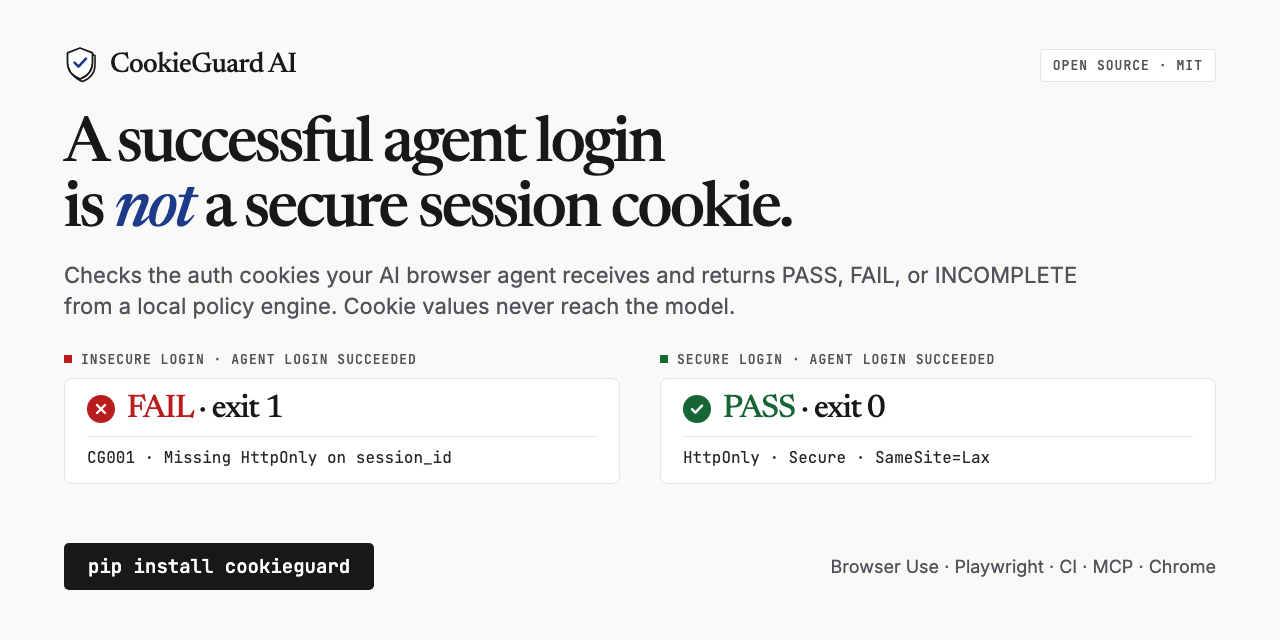 CookieGuard AI
OPEN SOURCE · MIT
A successful agent login
is not a secure session cookie.
Checks the auth cookies your AI browser agent receives and returns PASS, FAIL, or INCOMPLETE
from a local policy engine. Cookie values never reach the model.
INSECURE LOGIN · AGENT LOGIN SUCCEEDED
FAIL · exit 1
CG001 · Missing HttpOnly on session_id
SECURE LOGIN · AGENT LOGIN SUCCEEDED
PASS · exit 0
HttpOnly · Secure · SameSite=Lax
pip install cookieguard
Browser Use · Playwright · CI · MCP · Chrome